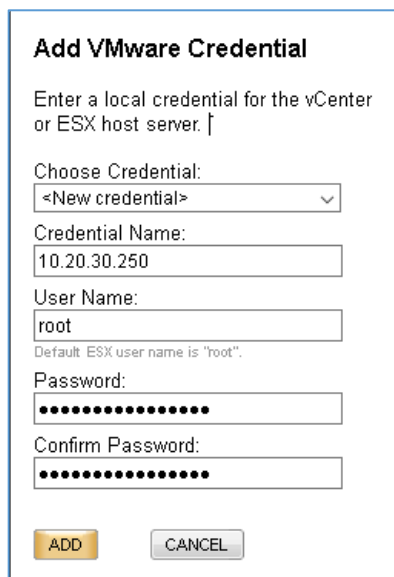 Add VMware Credential
Enter a local credential for the vCenter
or ESX host server.
Choose Credential:
<New credential>
Credential Name:
10.20.30.250
User Name:
root
Default ESX user name is "root".
Password:
●●●●●●●●●●●●●●●●
Confirm Password:
●●●●●●●●●●●●●●●●
ADD CANCEL